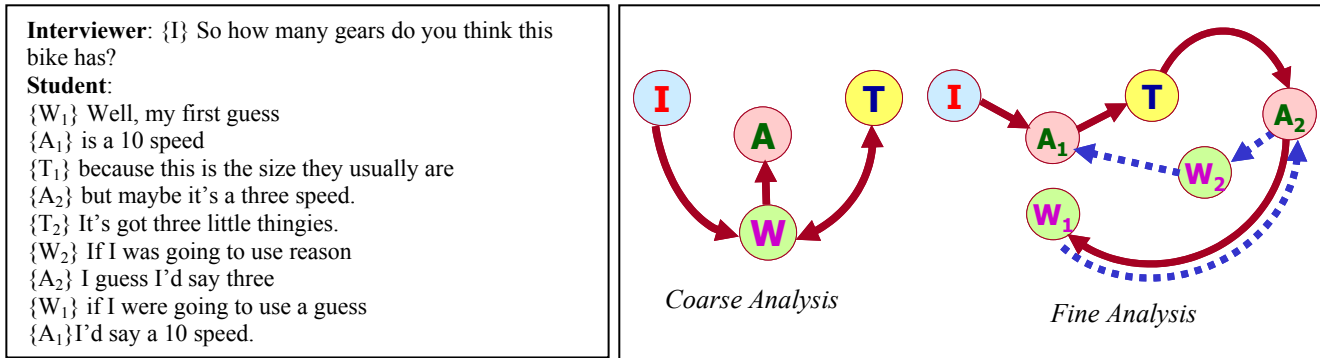 Interviewer: {I} So how many gears do you think this
bike has?
Student:
{W₁} Well, my first guess
{A₁} is a 10 speed
{T₁} because this is the size they usually are
{A₂} but maybe it's a three speed.
{T₂} It's got three little thingies.
{W₂} If I was going to use reason
{A₂} I guess I'd say three
{W₁} if I were going to use a guess
{A₁}I'd say a 10 speed.
I
T
A
W
Coarse Analysis
I
T
A₂
A₁
W₂
W₁
Fine Analysis